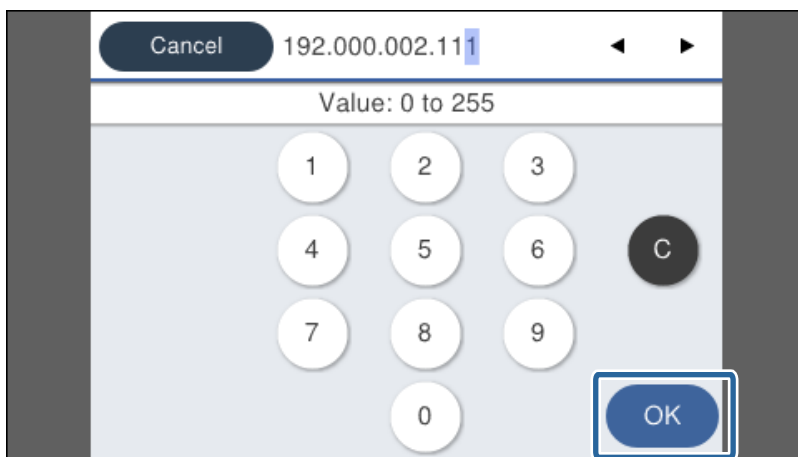 Cancel 192.000.002.111 ◄ ►
Value: 0 to 255
1 2 3
4 5 6 C
7 8 9
0 OK